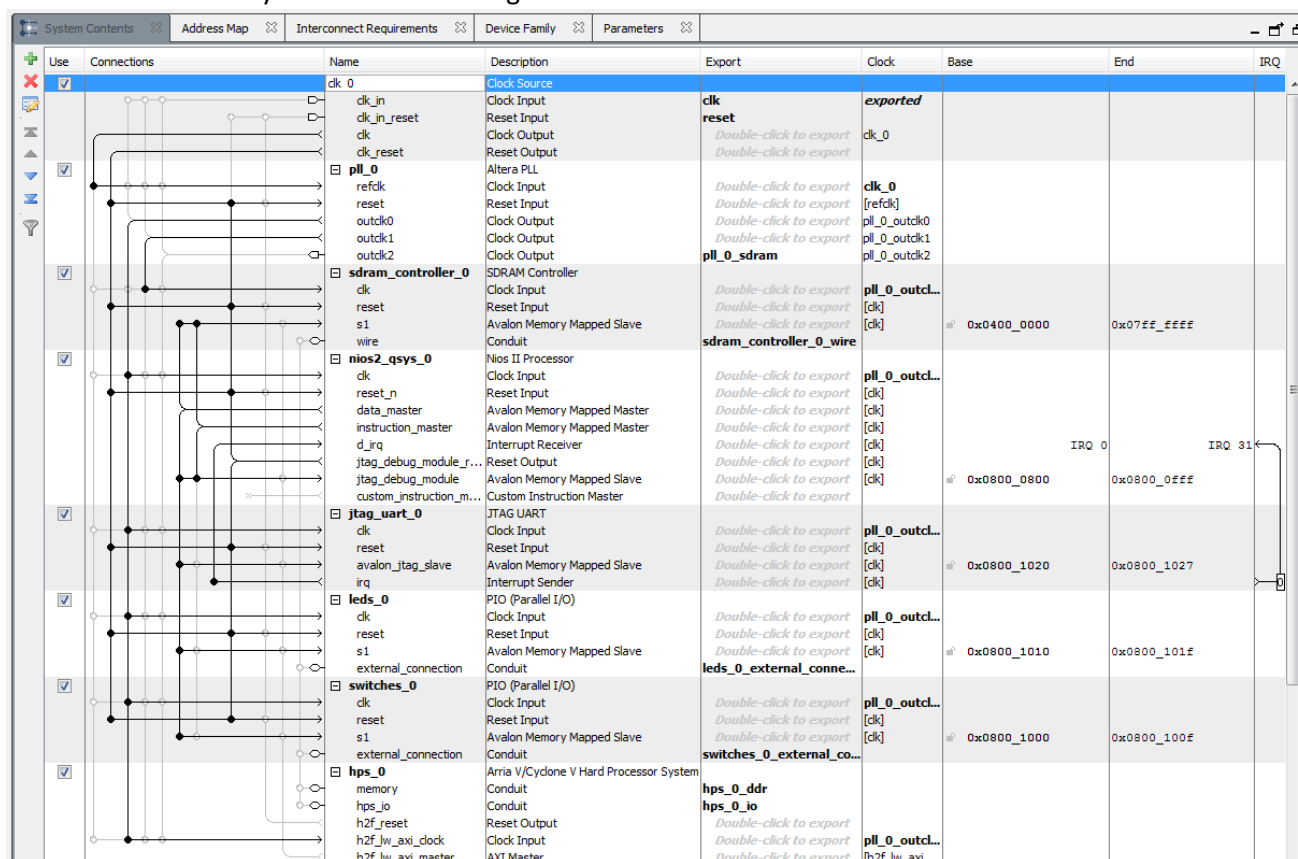 System Contents Address Map Interconnect Requirements Device Family Parameters
Use Connections Name Description Export Clock Base End IRQ
clk_0 Clock Source
clk_in Clock Input clk exported
clk_in_reset Reset Input reset
clk Clock Output Double-click to export clk_0
clk_reset Reset Output Double-click to export
pll_0 Altera PLL
refclk Clock Input Double-click to export clk_0
reset Reset Input Double-click to export [refclk]
outclk0 Clock Output Double-click to export pll_0_outclk0
outclk1 Clock Output Double-click to export pll_0_outclk1
outclk2 Clock Output pll_0_sdram pll_0_outclk2
sdram_controller_0 SDRAM Controller
clk Clock Input Double-click to export pll_0_outcl...
reset Reset Input Double-click to export [clk]
s1 Avalon Memory Mapped Slave Double-click to export [clk] 0x0400_0000 0x07ff_ffff
wire Conduit sdram_controller_0_wire
nios2_qsys_0 Nios II Processor
clk Clock Input Double-click to export pll_0_outcl...
reset_n Reset Input Double-click to export [clk]
data_master Avalon Memory Mapped Master Double-click to export [clk]
instruction_master Avalon Memory Mapped Master Double-click to export [clk]
d_irq Interrupt Receiver Double-click to export [clk] IRQ 0 IRQ 31
jtag_debug_module_r... Reset Output Double-click to export [clk]
jtag_debug_module Avalon Memory Mapped Slave Double-click to export [clk] 0x0800_0800 0x0800_0fff
custom_instruction_m... Custom Instruction Master Double-click to export
jtag_uart_0 JTAG UART
clk Clock Input Double-click to export pll_0_outcl...
reset Reset Input Double-click to export [clk]
avalon_jtag_slave Avalon Memory Mapped Slave Double-click to export [clk] 0x0800_1020 0x0800_1027
irq Interrupt Sender Double-click to export [clk] 0
leds_0 PIO (Parallel I/O)
clk Clock Input Double-click to export pll_0_outcl...
reset Reset Input Double-click to export [clk]
s1 Avalon Memory Mapped Slave Double-click to export [clk] 0x0800_1010 0x0800_101f
external_connection Conduit leds_0_external_conne...
switches_0 PIO (Parallel I/O)
clk Clock Input Double-click to export pll_0_outcl...
reset Reset Input Double-click to export [clk]
s1 Avalon Memory Mapped Slave Double-click to export [clk] 0x0800_1000 0x0800_100f
external_connection Conduit switches_0_external_co...
hps_0 Arria V/Cyclone V Hard Processor System
memory Conduit hps_0_ddr
hps_io Conduit hps_0_io
h2f_reset Reset Output Double-click to export
h2f_lw_axi_clock Clock Input Double-click to export pll_0_outcl...
h2f_lw_axi_master AXI Master Double-click to export [h2f_lw_axi